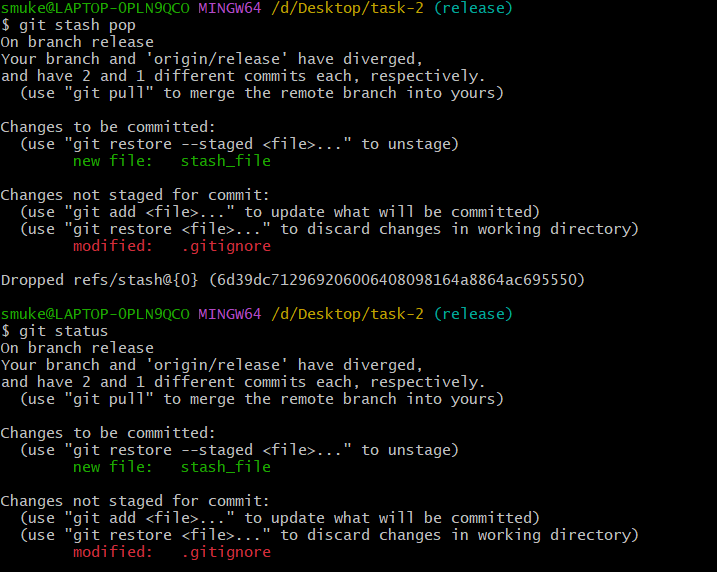 smuke@LAPTOP-OPLN9QCO MINGW64 /d/Desktop/task-2 (release)
$ git stash pop
On branch release
Your branch and 'origin/release' have diverged,
and have 2 and 1 different commits each, respectively.
  (use "git pull" to merge the remote branch into yours)

Changes to be committed:
  (use "git restore --staged <file>..." to unstage)
        new file:   stash_file

Changes not staged for commit:
  (use "git add <file>..." to update what will be committed)
  (use "git restore <file>..." to discard changes in working directory)
        modified:   .gitignore

Dropped refs/stash@{0} (6d39dc712969206006408098164a8864ac695550)

smuke@LAPTOP-OPLN9QCO MINGW64 /d/Desktop/task-2 (release)
$ git status
On branch release
Your branch and 'origin/release' have diverged,
and have 2 and 1 different commits each, respectively.
  (use "git pull" to merge the remote branch into yours)

Changes to be committed:
  (use "git restore --staged <file>..." to unstage)
        new file:   stash_file

Changes not staged for commit:
  (use "git add <file>..." to update what will be committed)
  (use "git restore <file>..." to discard changes in working directory)
        modified:   .gitignore